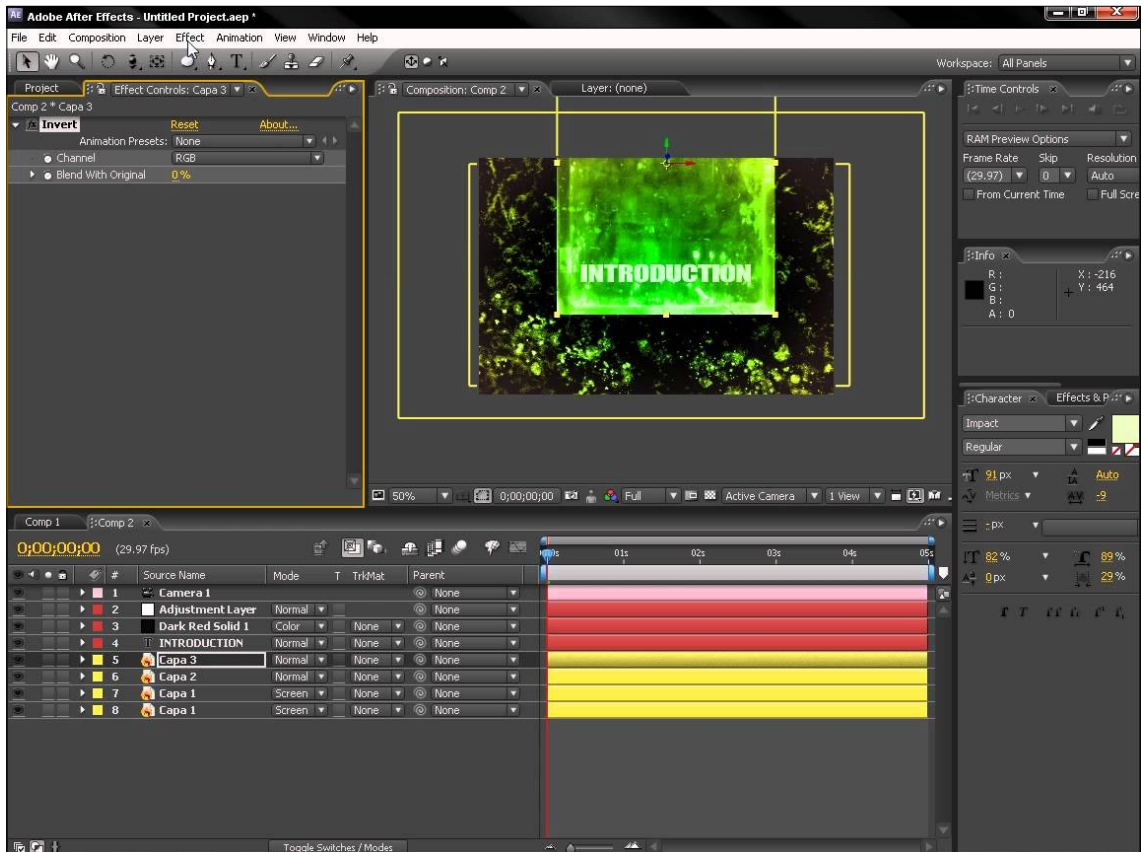 Adobe After Effects - Untitled Project.aep *
File Edit Composition Layer Effect Animation View Window Help
Workspace: All Panels
Project Effect Controls: Capa 3
Comp 2 * Capa 3
Invert Reset About...
Animation Presets: None
Channel RGB
Blend With Original 0%
Composition: Comp 2 Layer: (none)
INTRODUCTION
50% 0;00;00;00 Full Active Camera 1 View
Time Controls
RAM Preview Options
Frame Rate Skip Resolution
(29.97) 0 Auto
From Current Time Full Scre
Info
R :
G :
B :
A : 0
X : -216
Y : 464
Character Effects & P
Impact
Regular
91 px Auto
Metrics -9
- px
82 % 89 %
0 px 29 %
Comp 1 Comp 2
0;00;00;00 (29.97 fps)
01s 02s 03s 04s 05s
# Source Name Mode T TrkMat Parent
1 Camera 1 None
2 Adjustment Layer Normal None
3 Dark Red Solid 1 Color None None
4 T INTRODUCTION Normal None None
5 Capa 3 Normal None None
6 Capa 2 Normal None None
7 Capa 1 Screen None None
8 Capa 1 Screen None None
Toggle Switches / Modes